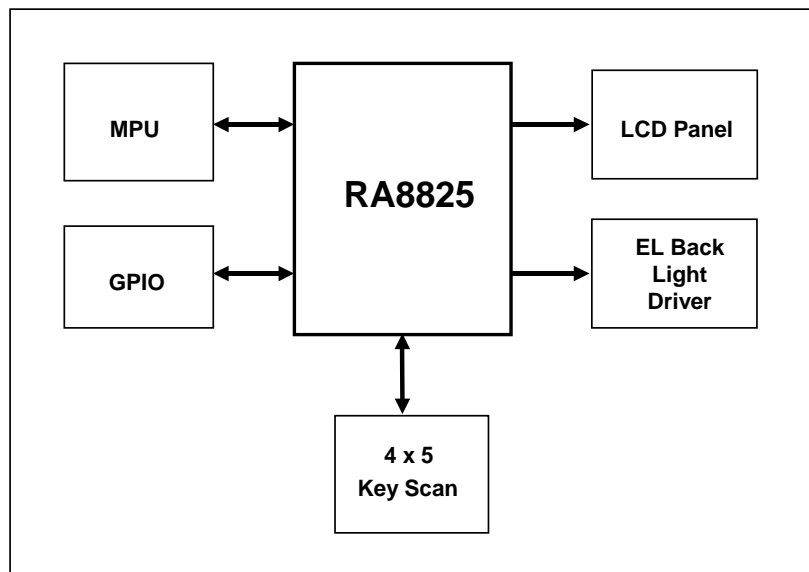 MPU
RA8825
LCD Panel
GPIO
EL Back
Light
Driver
4 x 5
Key Scan